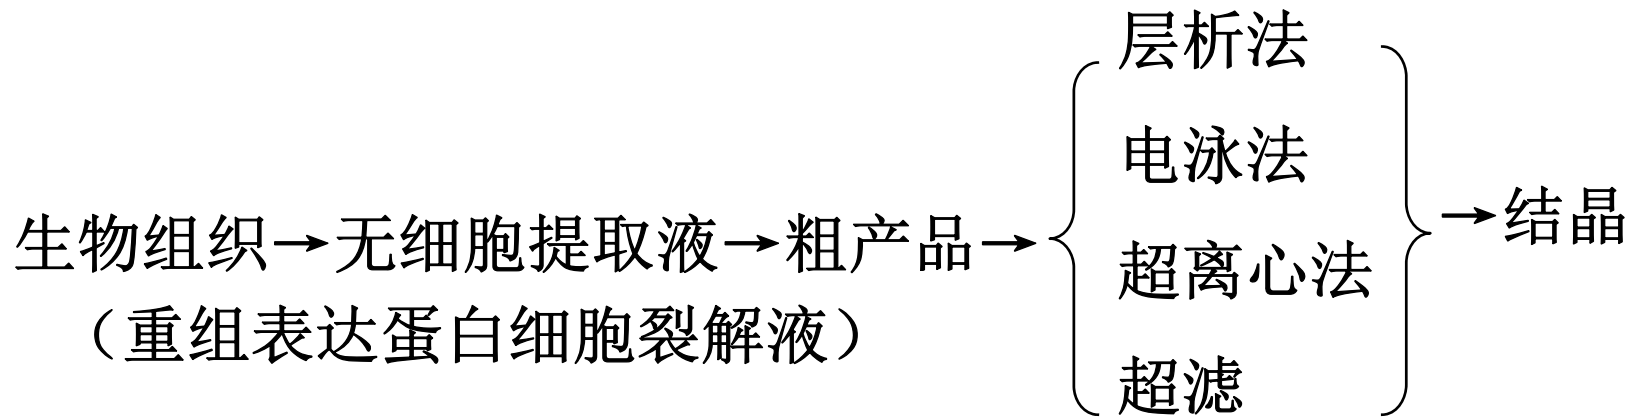 层析法
电泳法
生物组织→无细胞提取液→粗产品→
超离心法
→结晶
（重组表达蛋白细胞裂解液）
超滤